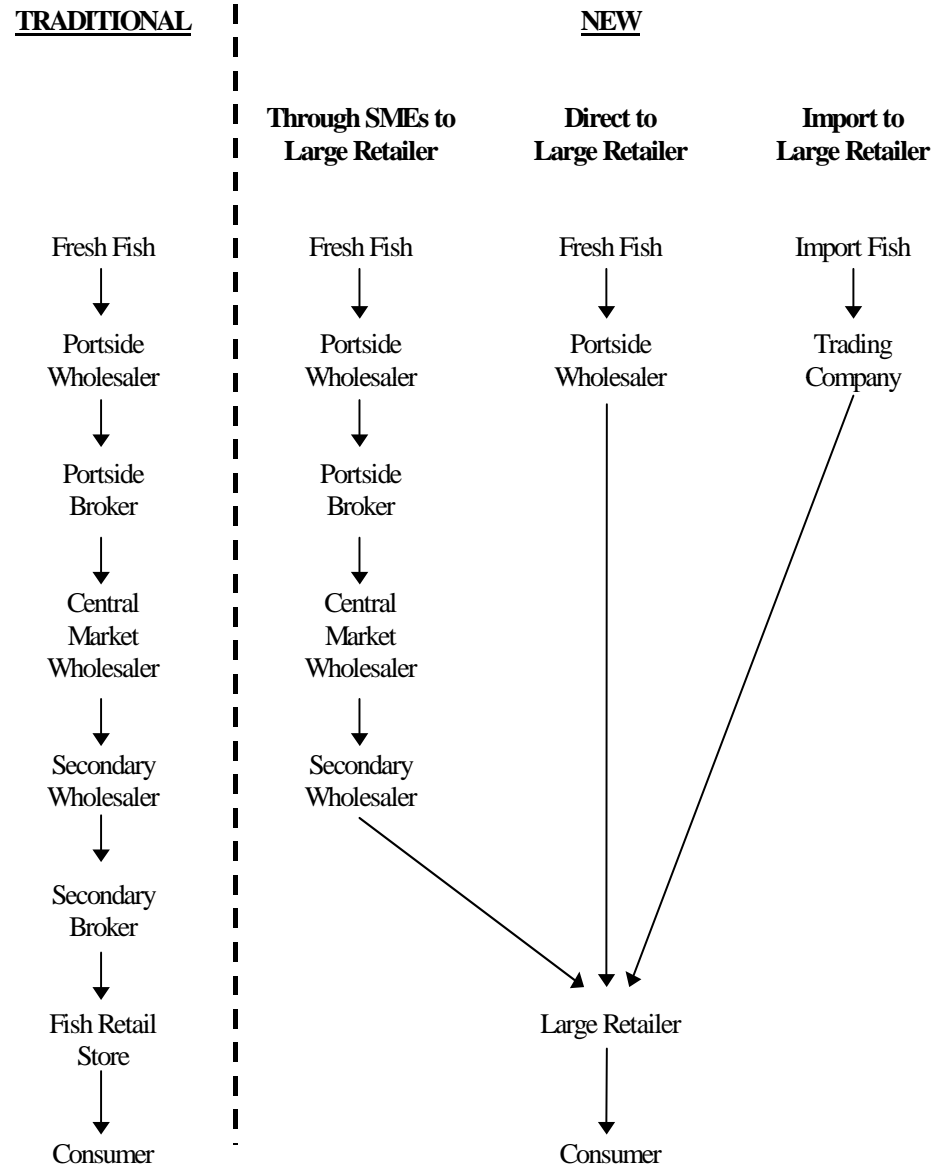 TRADITIONAL
NEW
Through SMEs to
Large Retailer
Direct to
Large Retailer
Import to
Large Retailer
Fresh Fish
Portside
Wholesaler
Portside
Broker
Central
Market
Wholesaler
Secondary
Wholesaler
Secondary
Broker
Fish Retail
Store
Consumer
Fresh Fish
Portside
Wholesaler
Portside
Broker
Central
Market
Wholesaler
Secondary
Wholesaler
Fresh Fish
Portside
Wholesaler
Import Fish
Trading
Company
Large Retailer
Consumer